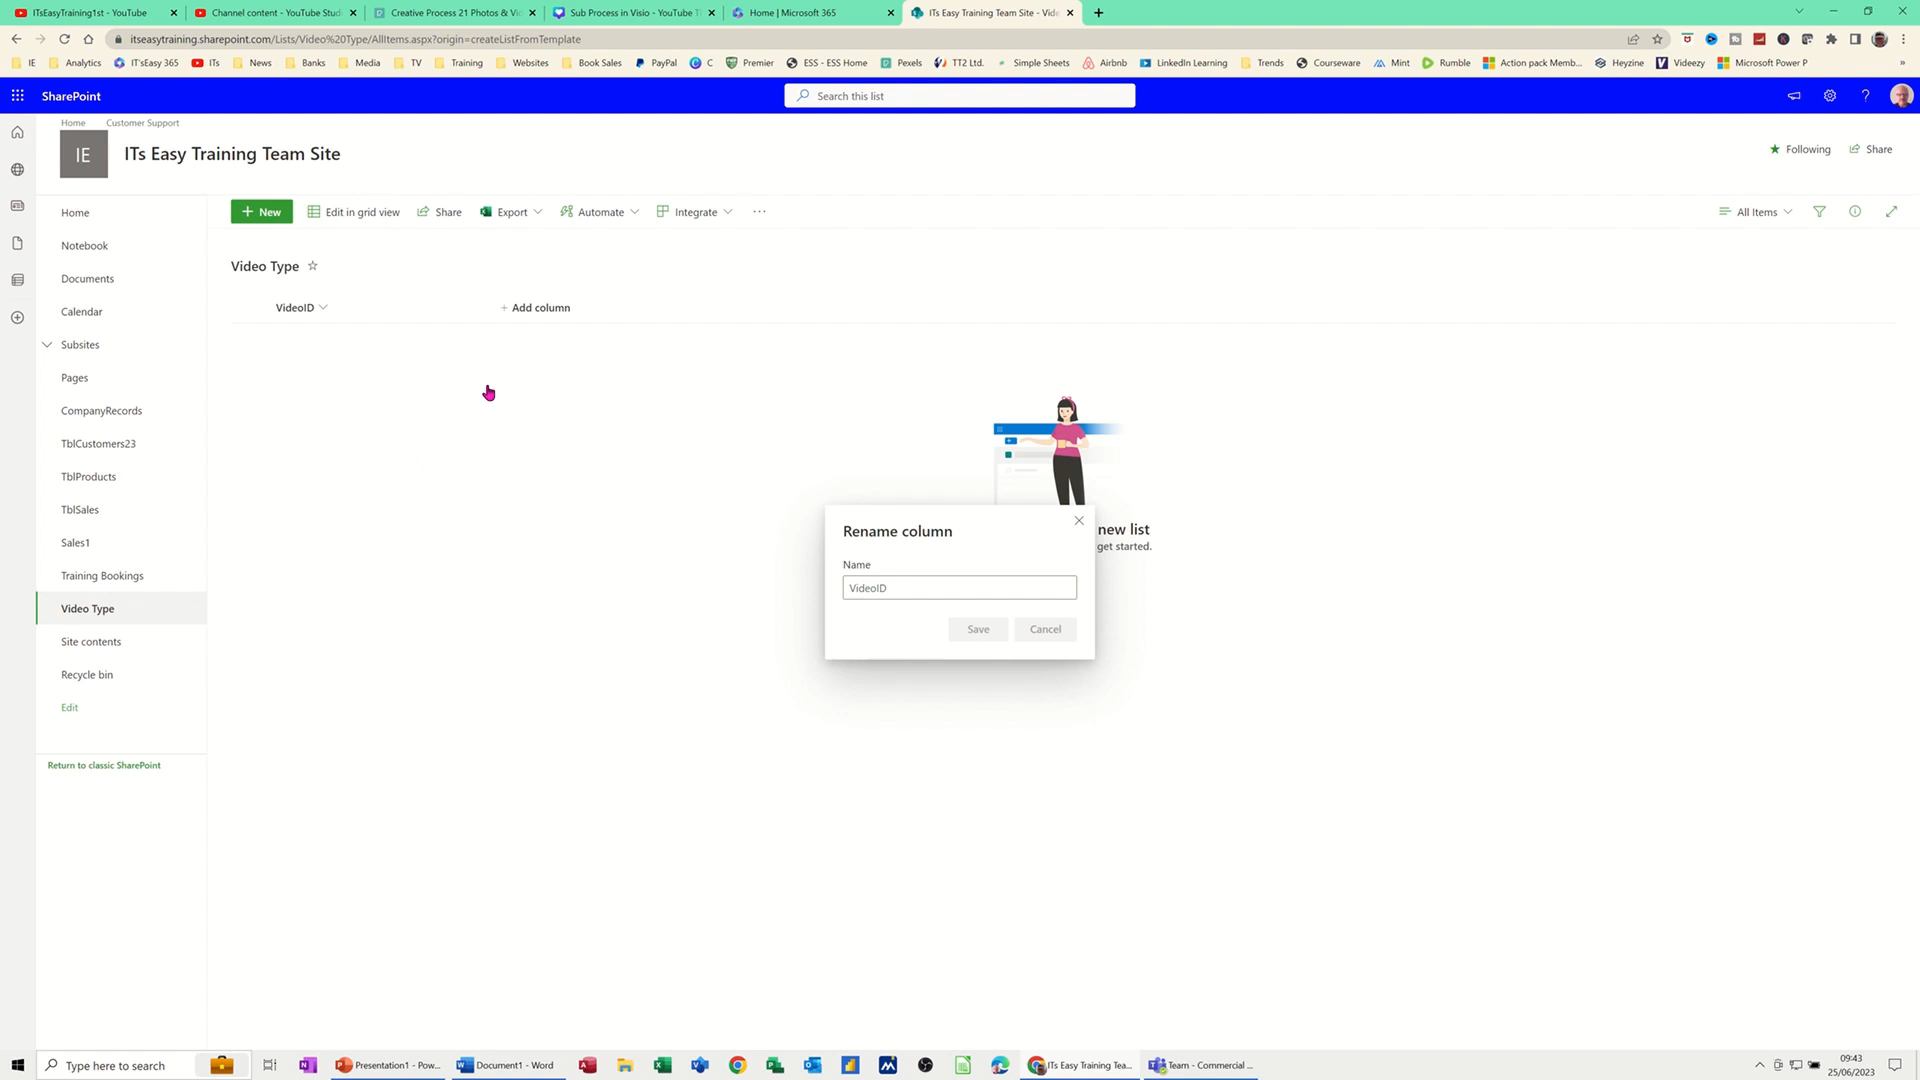 ITsEasyTraining1st - YouTube
Channel content - YouTube Stud
Creative Process 21 Photos & Vi
Sub Process in Visio - YouTube T
Home | Microsoft 365
ITs Easy Training Team Site - Vide
itseasytraining.sharepoint.com/Lists/Video%20Type/AllItems.aspx?origin=createListFromTemplate
IE
Analytics
IT'sEasy 365
ITs
News
Banks
Media
TV
Training
Websites
Book Sales
PayPal
C
Premier
ESS - ESS Home
Pexels
TT2 Ltd.
Simple Sheets
Airbnb
LinkedIn Learning
Trends
Courseware
Mint
Rumble
Action pack Memb...
Heyzine
Videezy
Microsoft Power P
»
SharePoint
Search this list
Home
Customer Support
IE
ITs Easy Training Team Site
Following
Share
Home
Notebook
Documents
Calendar
Subsites
Pages
CompanyRecords
TblCustomers23
TblProducts
TblSales
Sales1
Training Bookings
Video Type
Site contents
Recycle bin
Edit
Return to classic SharePoint
+ New
Edit in grid view
Share
Export
Automate
Integrate
...
All Items
Video Type
VideoID
+ Add column
new list
get started.
Rename column
Name
VideoID
Save
Cancel
Type here to search
Presentation1 - Pow...
Document1 - Word
ITs Easy Training Tea...
Team - Commercial ...
09:43
25/06/2023